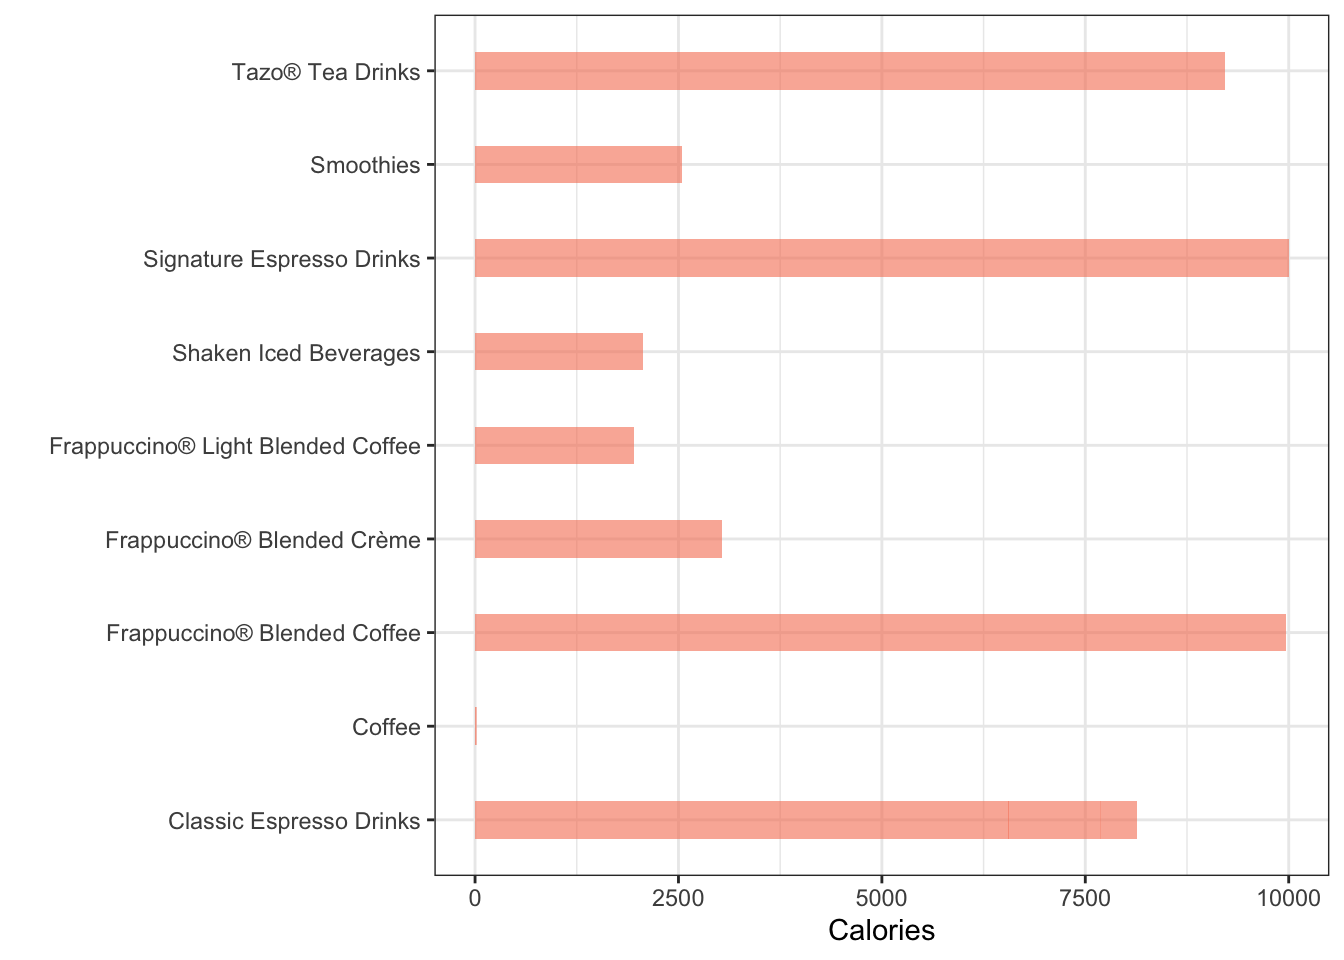 Tazo® Tea Drinks
Smoothies
Signature Espresso Drinks
Shaken Iced Beverages
Frappuccino® Light Blended Coffee
Frappuccino® Blended Crème
Frappuccino® Blended Coffee
Coffee
Classic Espresso Drinks
0 2500 5000 7500 10000
Calories